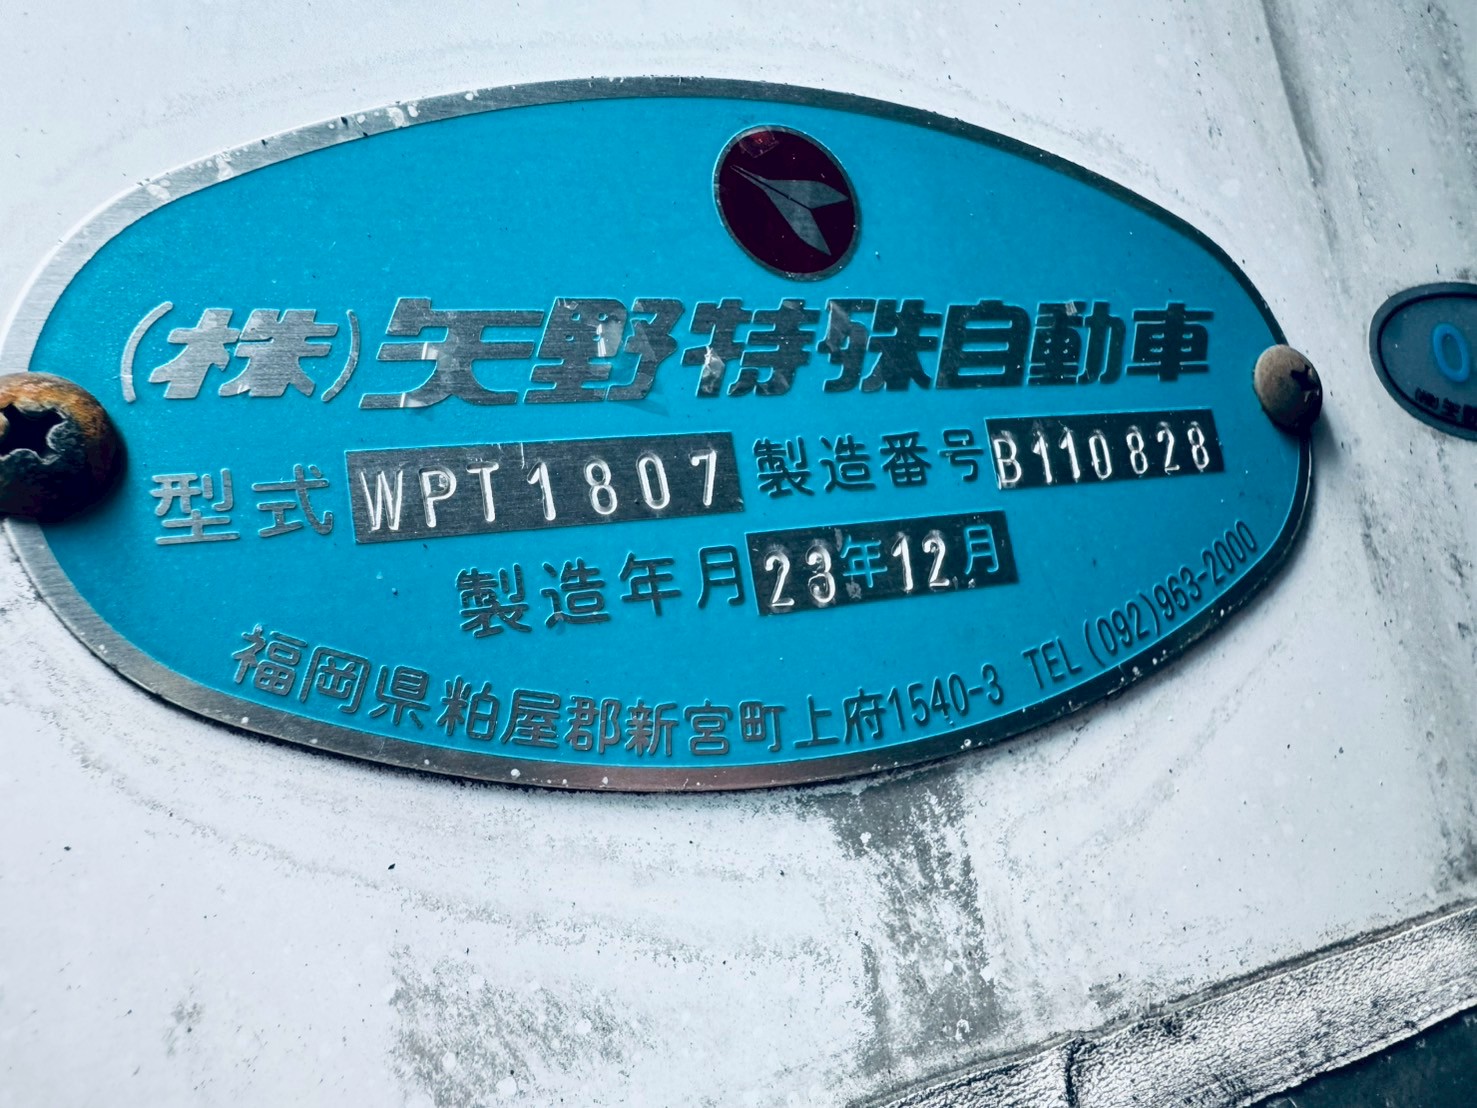 (株)矢野特殊自動車
型式 WPT1807 製造番号 B110828
製造年月 23年12月
福岡県粕屋郡新宮町上府1540-3 TEL (092)963-2000
0